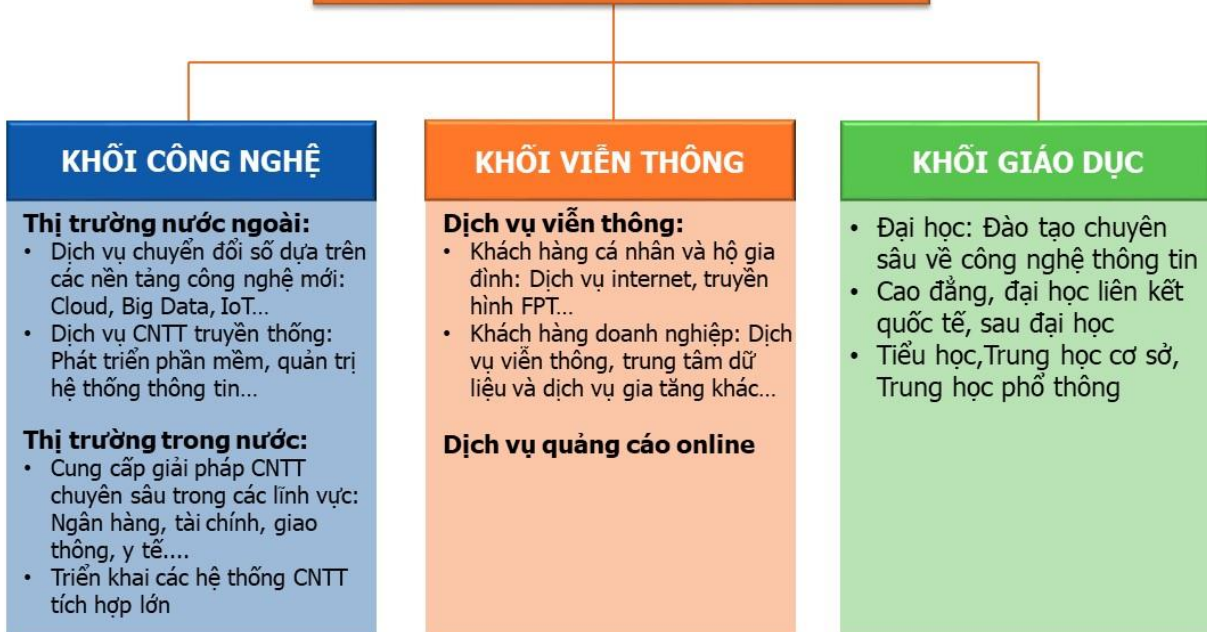 KHỐI CÔNG NGHỆ
Thị trường nước ngoài:
• Dịch vụ chuyển đổi số dựa trên
các nền tảng công nghệ mới:
Cloud, Big Data, IoT...
• Dịch vụ CNTT truyền thống:
Phát triển phần mềm, quản trị
hệ thống thông tin...
Thị trường trong nước:
• Cung cấp giải pháp CNTT
chuyên sâu trong các lĩnh vực:
Ngân hàng, tài chính, giao
thông, y tế....
• Triển khai các hệ thống CNTT
tích hợp lớn
KHỐI VIỄN THÔNG
Dịch vụ viễn thông:
• Khách hàng cá nhân và hộ gia
đình: Dịch vụ internet, truyền
hình FPT...
• Khách hàng doanh nghiệp: Dịch
vụ viễn thông, trung tâm dữ
liệu và dịch vụ gia tăng khác...
Dịch vụ quảng cáo online
KHỐI GIÁO DỤC
• Đại học: Đào tạo chuyên
sâu về công nghệ thông tin
• Cao đẳng, đại học liên kết
quốc tế, sau đại học
• Tiểu học,Trung học cơ sở,
Trung học phổ thông